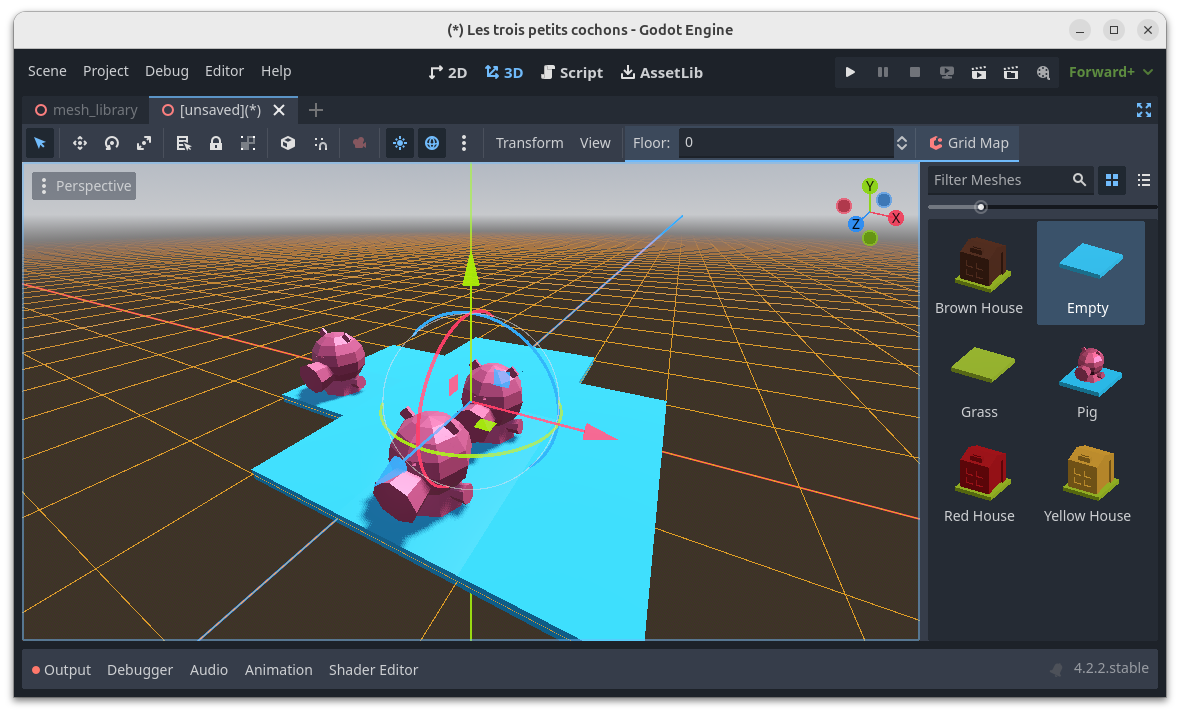 (*) Les trois petits cochons - Godot Engine
Scene Project Debug Editor Help 2D 3D Script AssetLib Forward+
mesh_library [unsaved](*)
Transform View Floor: 0 Grid Map
Perspective
Y
X
Z
Filter Meshes
Brown House Empty
Grass Pig
Red House Yellow House
Output Debugger Audio Animation Shader Editor 4.2.2.stable